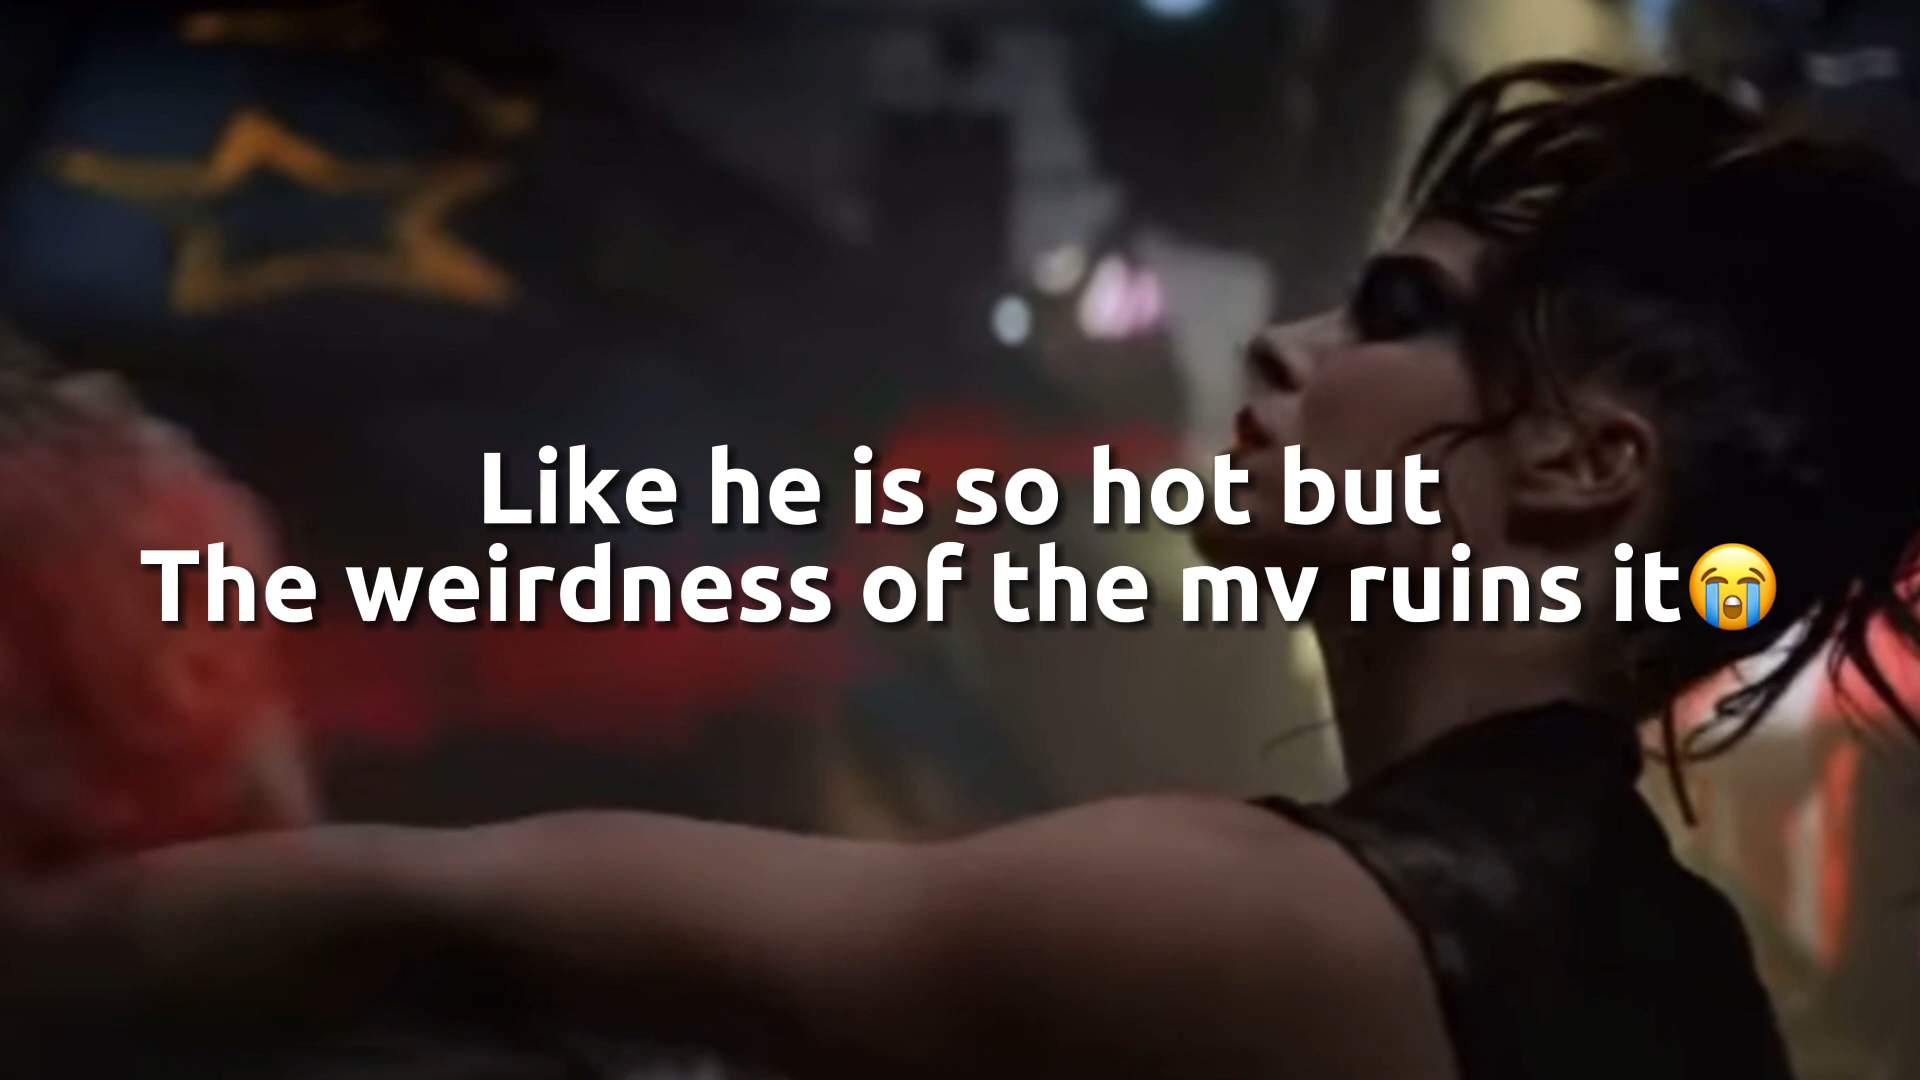 Like he is so hot but
The weirdness of the mv ruins it😭